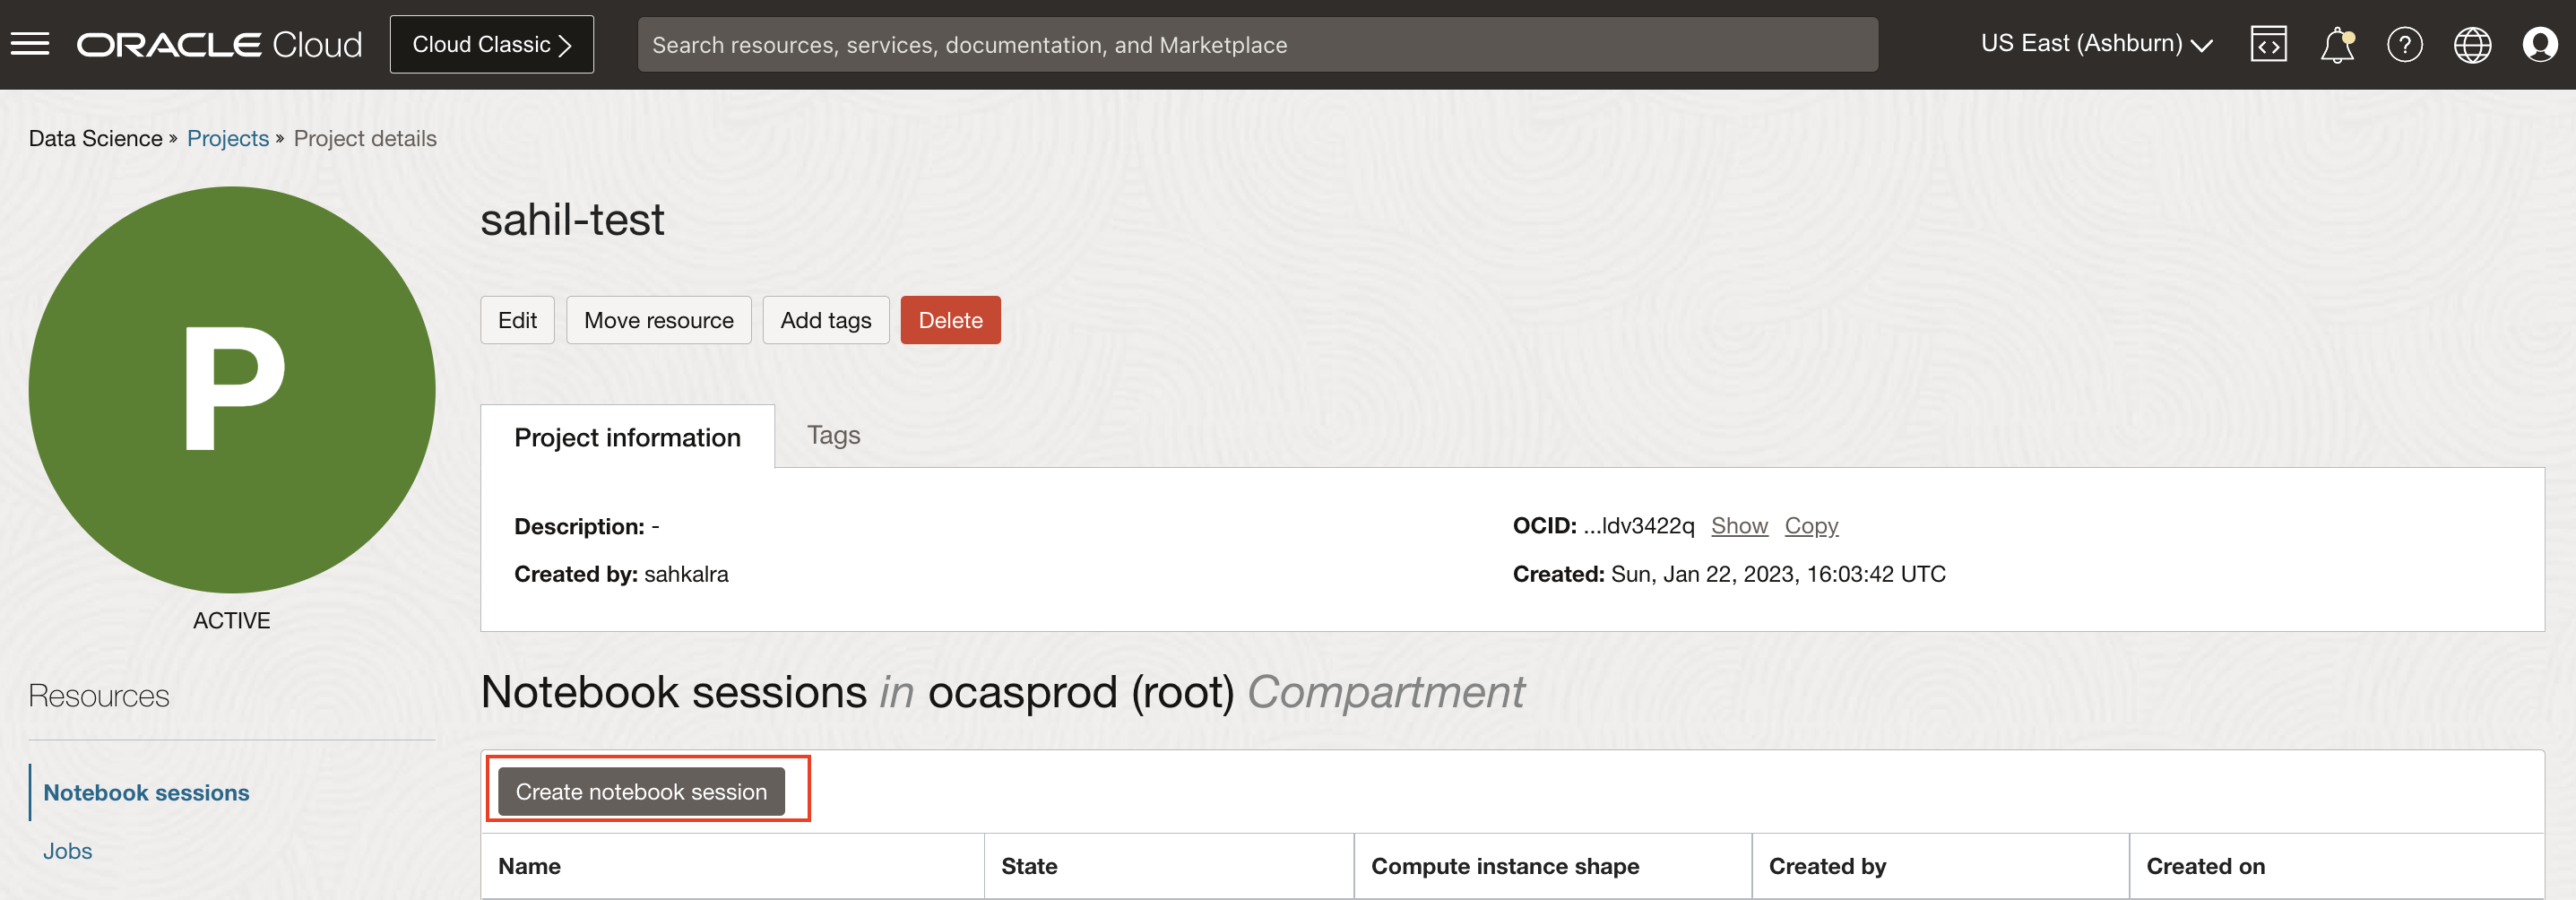 ORACLE Cloud
Cloud Classic
Search resources, services, documentation, and Marketplace
US East (Ashburn)
Data Science » Projects » Project details
P
ACTIVE
sahil-test
Edit Move resource Add tags Delete
Project information Tags
Description: -
OCID: ...ldv3422q Show Copy
Created by: sahkalra
Created: Sun, Jan 22, 2023, 16:03:42 UTC
Resources
Notebook sessions
Jobs
Notebook sessions in ocasprod (root) Compartment
Create notebook session
Name State Compute instance shape Created by Created on